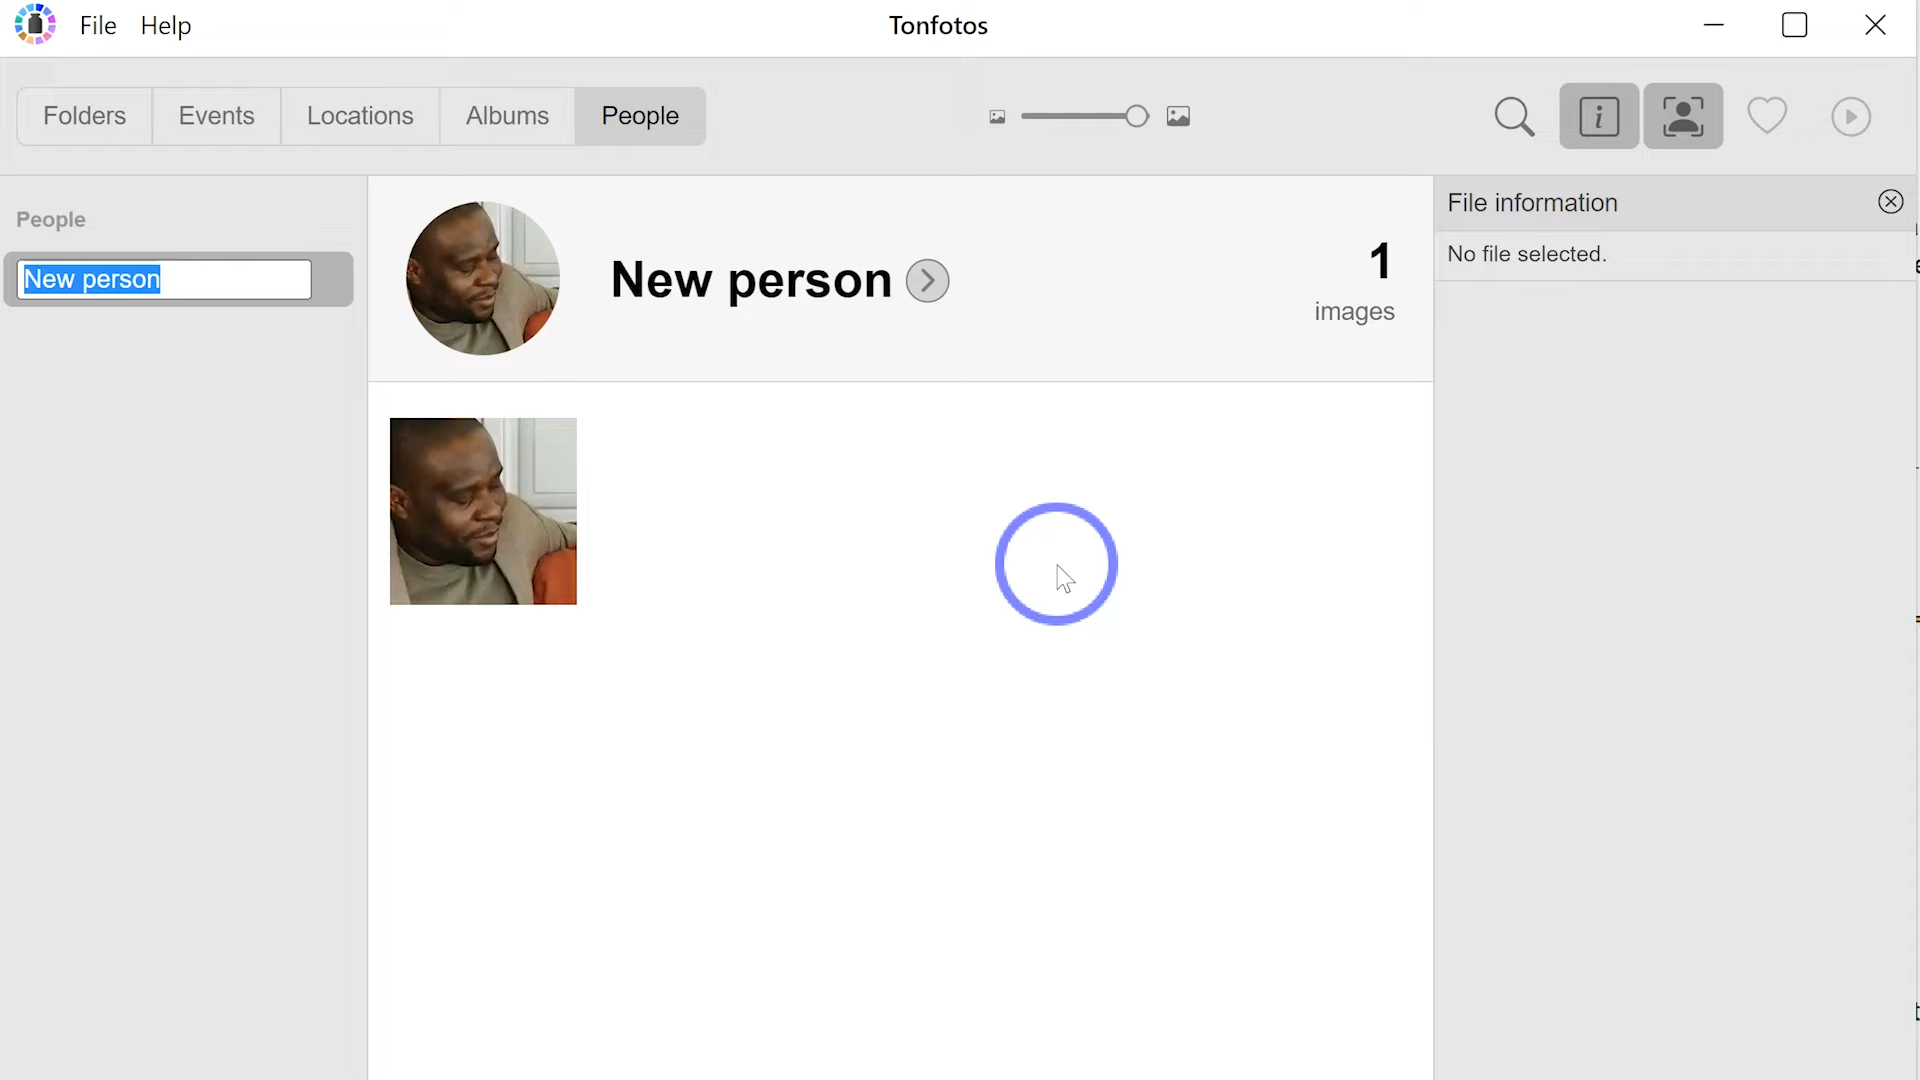 File Help
Tonfotos
Folders Events Locations Albums People
People
New person
New person
1
images
File information
No file selected.